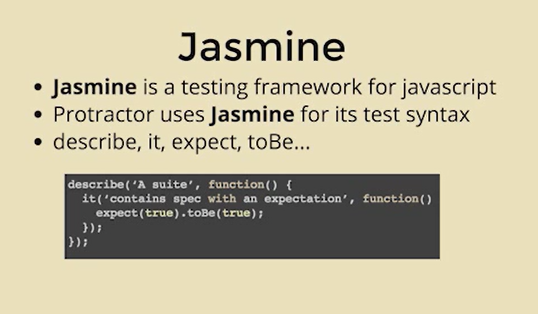 Jasmine
• Jasmine is a testing framework for javascript
• Protractor uses Jasmine for its test syntax
• describe, it, expect, toBe...
describe(‘A suite’, function() {
  it(‘contains spec with an expectation’, function()
    expect(true).toBe(true);
  });
});